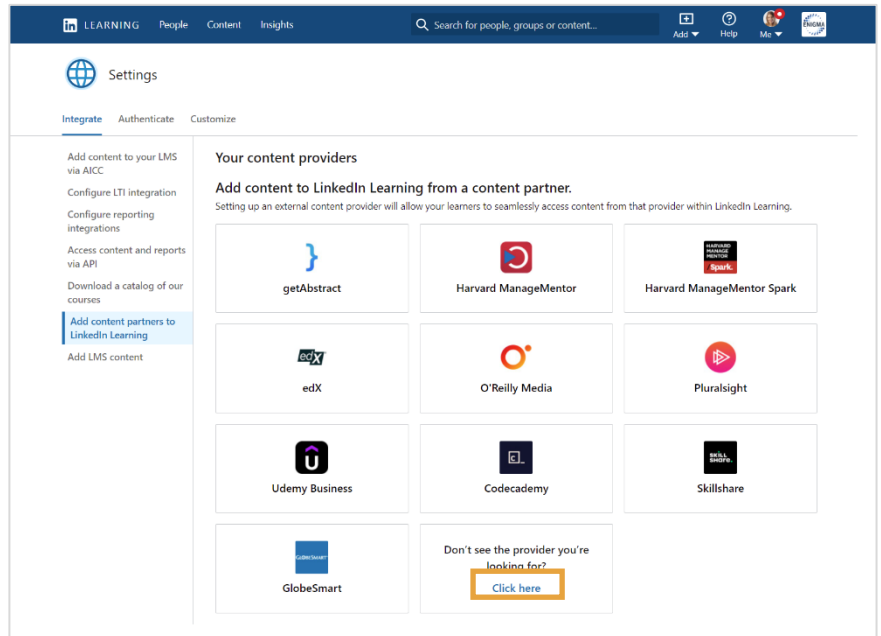 in LEARNING People Content Insights Search for people, groups or content... Add Help Me ENIGMA
Settings
Integrate Authenticate Customize
Add content to your LMS
via AICC
Configure LTI integration
Configure reporting
integrations
Access content and reports
via API
Download a catalog of our
courses
Add content partners to
LinkedIn Learning
Add LMS content
Your content providers
Add content to LinkedIn Learning from a content partner.
Setting up an external content provider will allow your learners to seamlessly access content from that provider within LinkedIn Learning.
getAbstract
Harvard ManageMentor
HARVARD
MANAGE
MENTOR
Spark.
Harvard ManageMentor Spark
edX
edX
O'Reilly Media
Pluralsight
Udemy Business
Codecademy
SKILL
SHARE.
Skillshare
GLOBESMART
GlobeSmart
Don't see the provider you're
looking for?
Click here